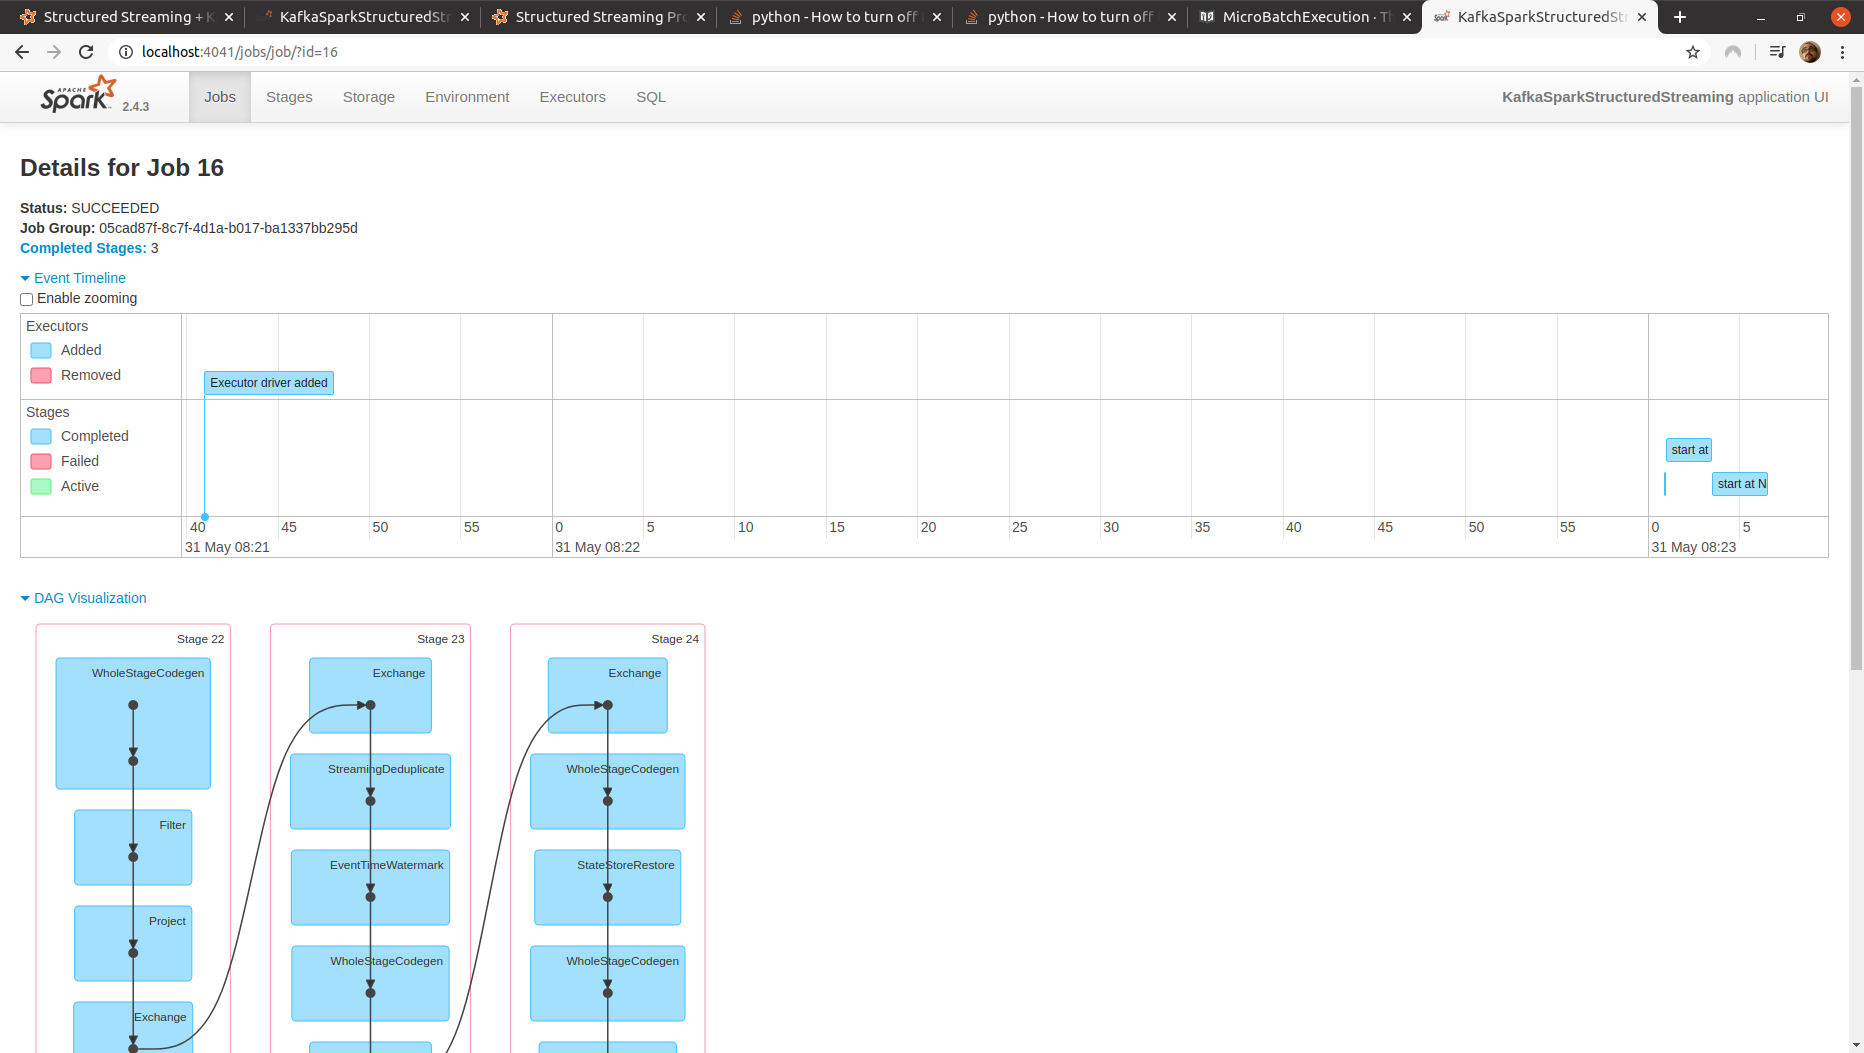 Structured Streaming + K
KafkaSparkStructuredStr
Structured Streaming Pro
python - How to turn off
python - How to turn off
MicroBatchExecution · Th
KafkaSparkStructuredStr
localhost:4041/jobs/job/?id=16
APACHE
Spark 2.4.3
Jobs
Stages
Storage
Environment
Executors
SQL
KafkaSparkStructuredStreaming application UI
Details for Job 16
Status: SUCCEEDED
Job Group: 05cad87f-8c7f-4d1a-b017-ba1337bb295d
Completed Stages: 3
Event Timeline
Enable zooming
Executors
Added
Removed
Executor driver added
Stages
Completed
Failed
Active
start at
start at N
40 45 50 55 0 5 10 15 20 25 30 35 40 45 50 55 0 5
31 May 08:21 31 May 08:22 31 May 08:23
DAG Visualization
Stage 22
WholeStageCodegen
Filter
Project
Exchange
Stage 23
Exchange
StreamingDeduplicate
EventTimeWatermark
WholeStageCodegen
Stage 24
Exchange
WholeStageCodegen
StateStoreRestore
WholeStageCodegen